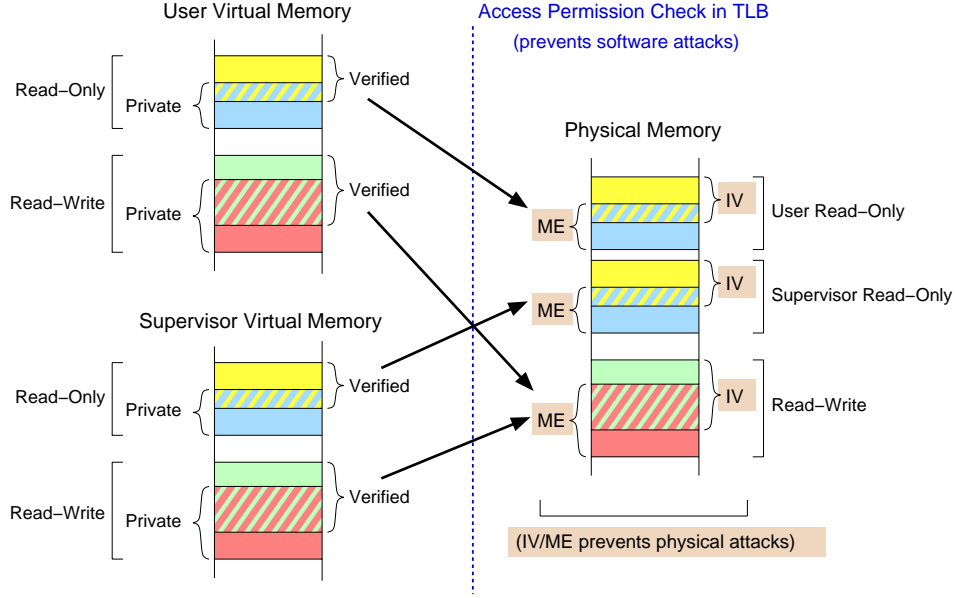 User Virtual Memory
Access Permission Check in TLB
(prevents software attacks)
Read−Only
Private
Verified
Read−Write
Private
Verified
Supervisor Virtual Memory
Read−Only
Private
Verified
Read−Write
Private
Verified
Physical Memory
ME
IV
User Read−Only
ME
IV
Supervisor Read−Only
ME
IV
Read−Write
(IV/ME prevents physical attacks)